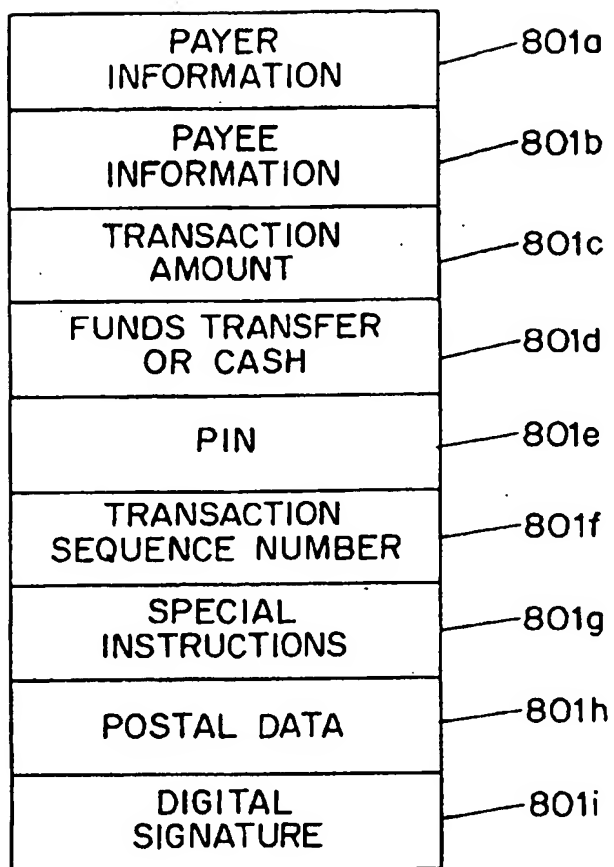 PAYER
INFORMATION
801a
PAYEE
INFORMATION
801b
TRANSACTION
AMOUNT
801c
FUNDS TRANSFER
OR CASH
801d
PIN
801e
TRANSACTION
SEQUENCE NUMBER
801f
SPECIAL
INSTRUCTIONS
801g
POSTAL DATA
801h
DIGITAL
SIGNATURE
801i